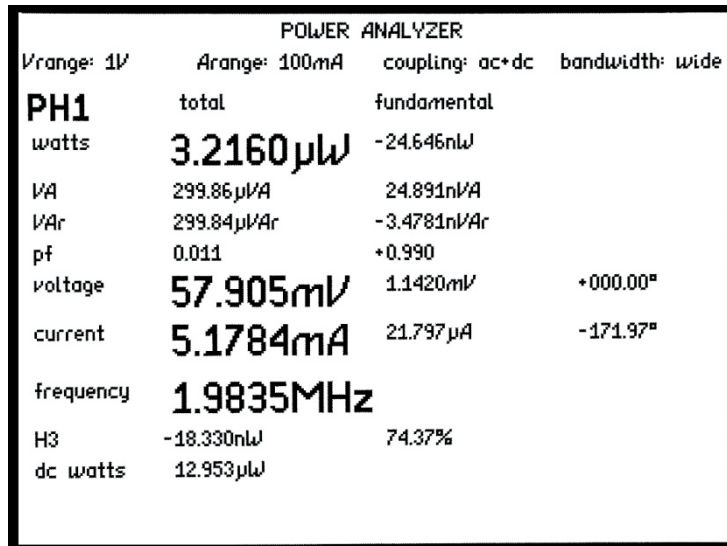 POWER ANALYZER
Vrange: 1V Arange: 100mA coupling: ac+dc bandwidth: wide
PH1 total fundamental
watts 3.2160µW -24.646nW
VA 299.86µVA 24.891nVA
VAr 299.84µVAr -3.4781nVAr
pf 0.011 +0.990
voltage 57.905mV 1.1420mV +000.00°
current 5.1784mA 21.797µA -171.97°
frequency 1.9835MHz
H3 -18.330nW 74.37%
dc watts 12.953µW